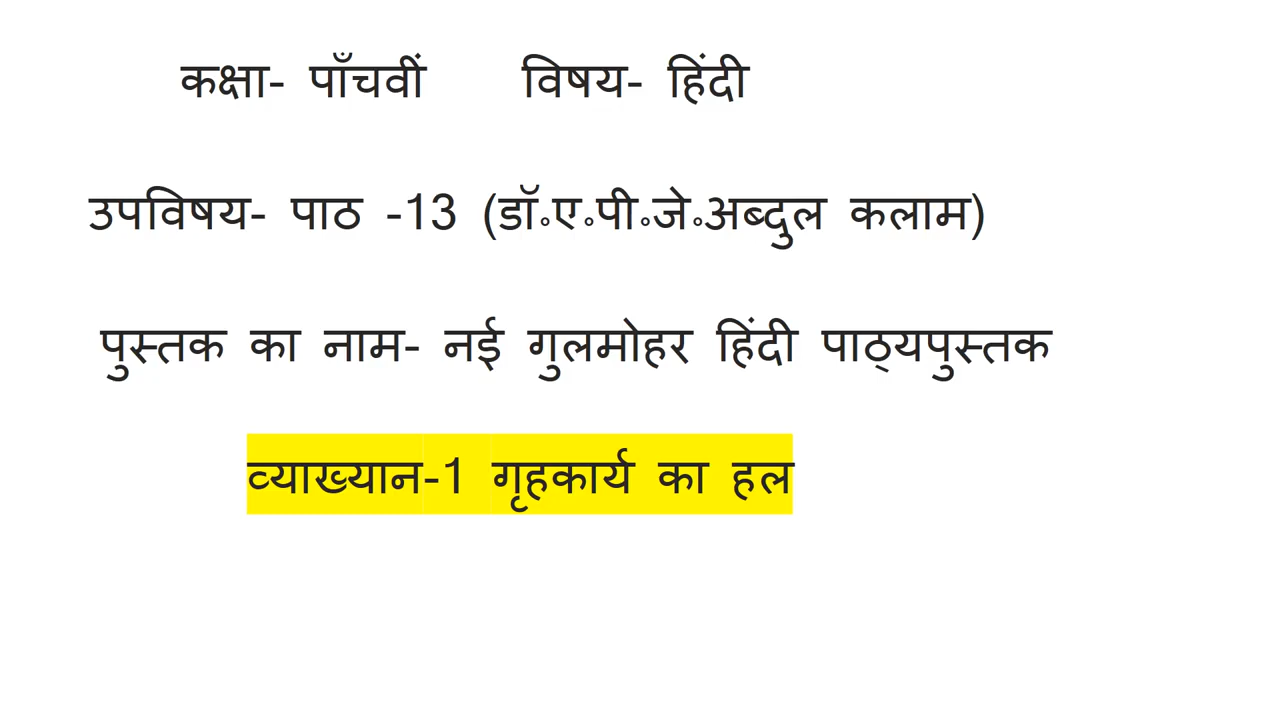 कक्षा- पाँचवीं विषय- हिंदी
उपविषय- पाठ -13 (डॉ॰ए॰पी॰जे॰अब्दुल कलाम)
पुस्तक का नाम- नई गुलमोहर हिंदी पाठ्यपुस्तक
व्याख्यान-1 गृहकार्य का हल